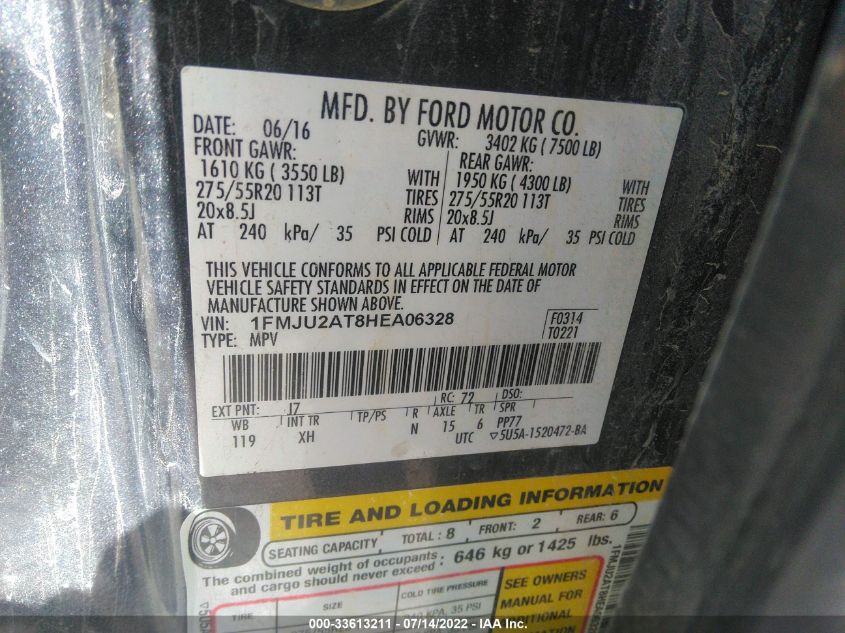 MFD. BY FORD MOTOR CO.
DATE: 06/16 GVWR: 3402 KG ( 7500 LB)
FRONT GAWR: REAR GAWR:
1610 KG ( 3550 LB) WITH 1950 KG ( 4300 LB) WITH
275/55R20 113T TIRES 275/55R20 113T TIRES
20x8.5J RIMS 20x8.5J RIMS
AT 240 kPa/ 35 PSI COLD AT 240 kPa/ 35 PSI COLD
THIS VEHICLE CONFORMS TO ALL APPLICABLE FEDERAL MOTOR
VEHICLE SAFETY STANDARDS IN EFFECT ON THE DATE OF
MANUFACTURE SHOWN ABOVE.
VIN: 1FMJU2AT8HEA06328 F0314
TYPE: MPV T0221
EXT PNT: J7 RC: 72 DSO:
WB INT TR TP/PS R AXLE TR SPR
119 XH N 15 6 PP77
UTC ▽5U5A-1520472-BA
TIRE AND LOADING INFORMATION
SEATING CAPACITY TOTAL : 8 FRONT: 2 REAR: 6
The combined weight of occupants and cargo should never exceed : 646 kg or 1425 lbs.
TIRE SIZE COLD TIRE PRESSURE
35 PSI
SEE OWNERS
MANUAL FOR
000-33613211 - 07/14/2022 - IAA Inc.